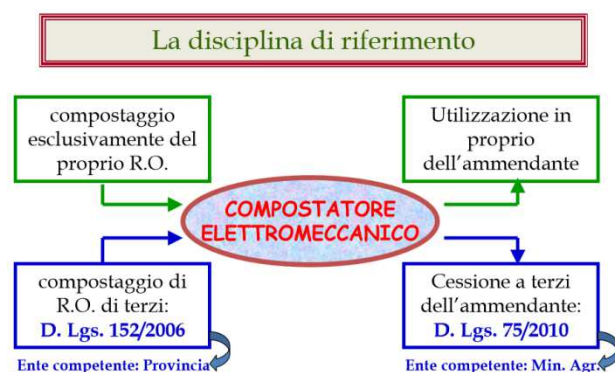 La disciplina di riferimento
compostaggio
esclusivamente del
proprio R.O.
Utilizzazione in
proprio
dell'ammendante
COMPOSTATORE
ELETTROMECCANICO
compostaggio di
R.O. di terzi:
D. Lgs. 152/2006
Cessione a terzi
dell'ammendante:
D. Lgs. 75/2010
Ente competente: Provincia
Ente competente: Min. Agr.